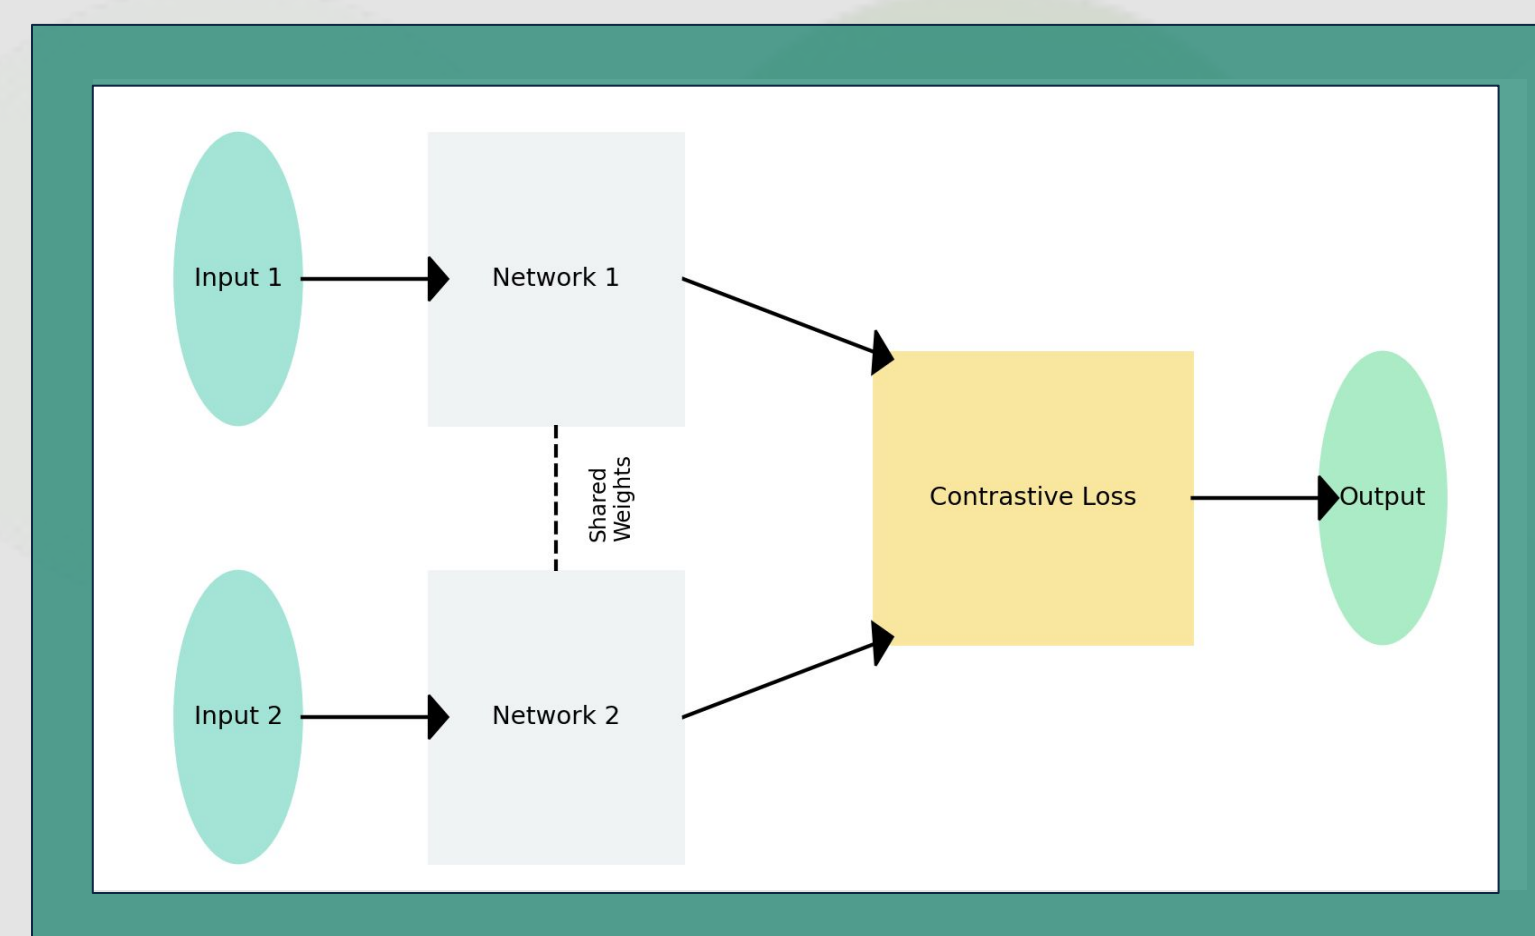 Input 1
Network 1
Shared
Weights
Contrastive Loss
Output
Input 2
Network 2